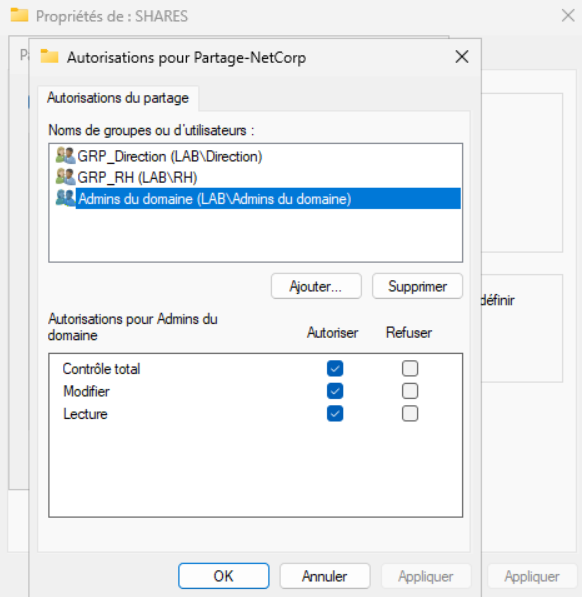 Propriétés de : SHARES
Autorisations pour Partage-NetCorp
Autorisations du partage
Noms de groupes ou d'utilisateurs :
GRP_Direction (LAB\Direction)
GRP_RH (LAB\RH)
Admins du domaine (LAB\Admins du domaine)
Ajouter... Supprimer
définir
Autorisations pour Admins du
domaine Autoriser Refuser
Contrôle total
Modifier
Lecture
OK Annuler Appliquer Appliquer